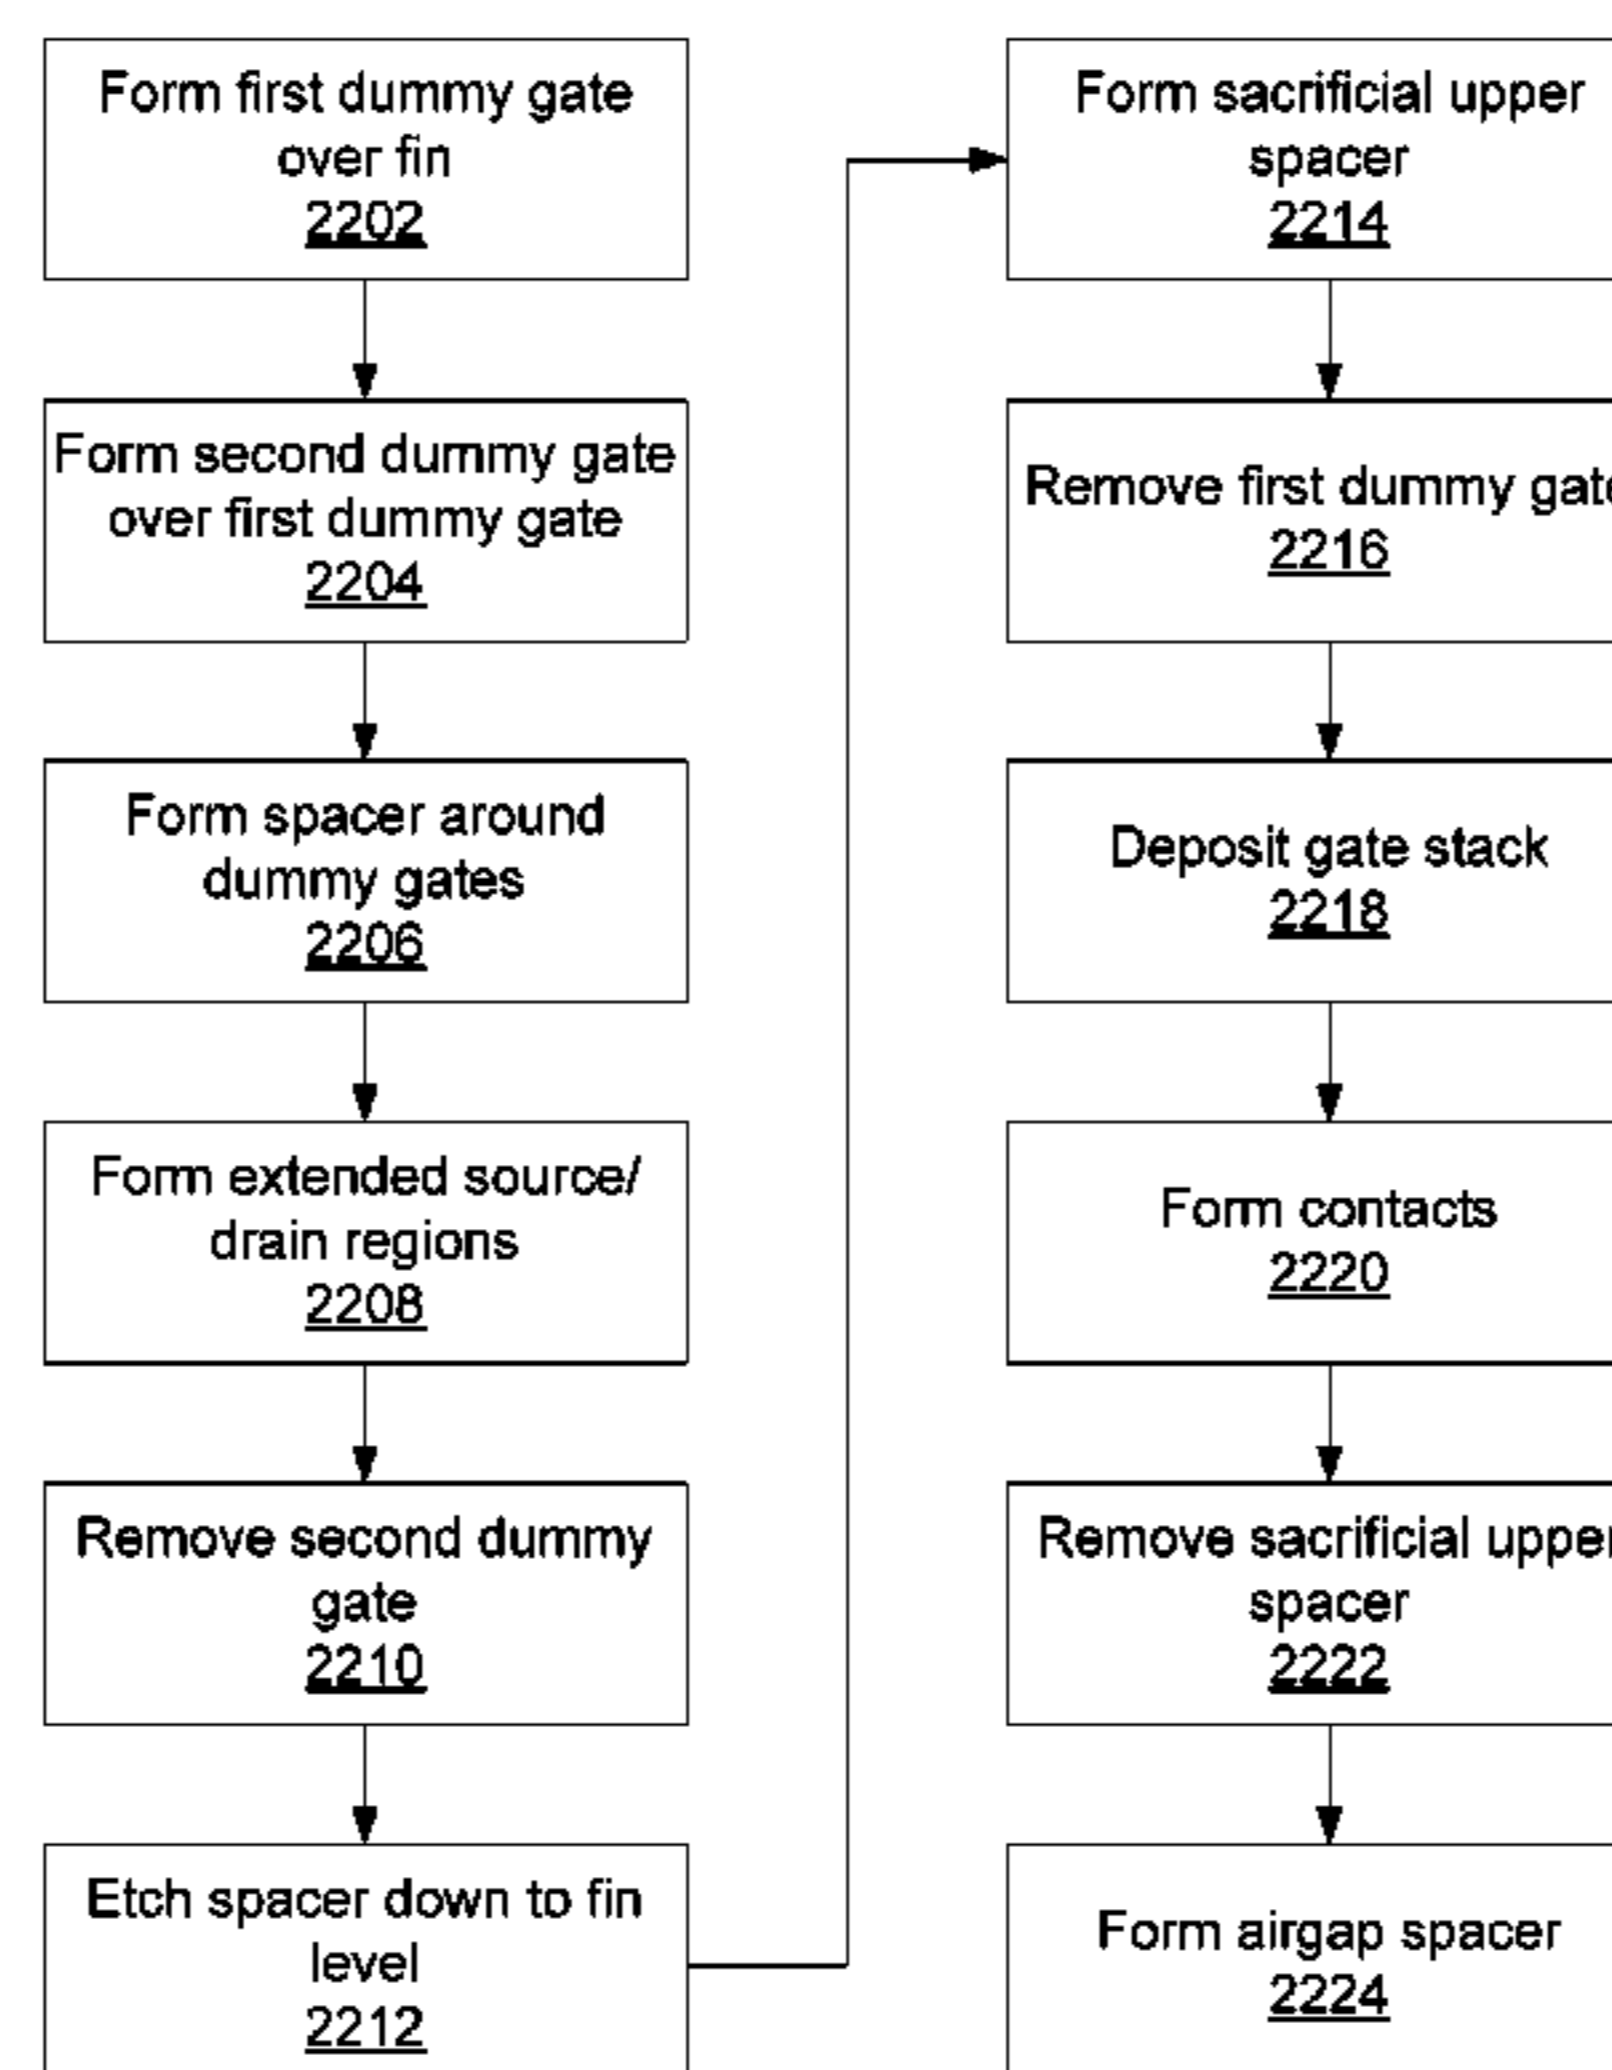 Form first dummy gate
over fin
2202
Form second dummy gate
over first dummy gate
2204
Form spacer around
dummy gates
2206
Form extended source/
drain regions
2208
Remove second dummy
gate
2210
Etch spacer down to fin
level
2212
Form sacrificial upper
spacer
2214
Remove first dummy gate
2216
Deposit gate stack
2218
Form contacts
2220
Remove sacrificial upper
spacer
2222
Form airgap spacer
2224